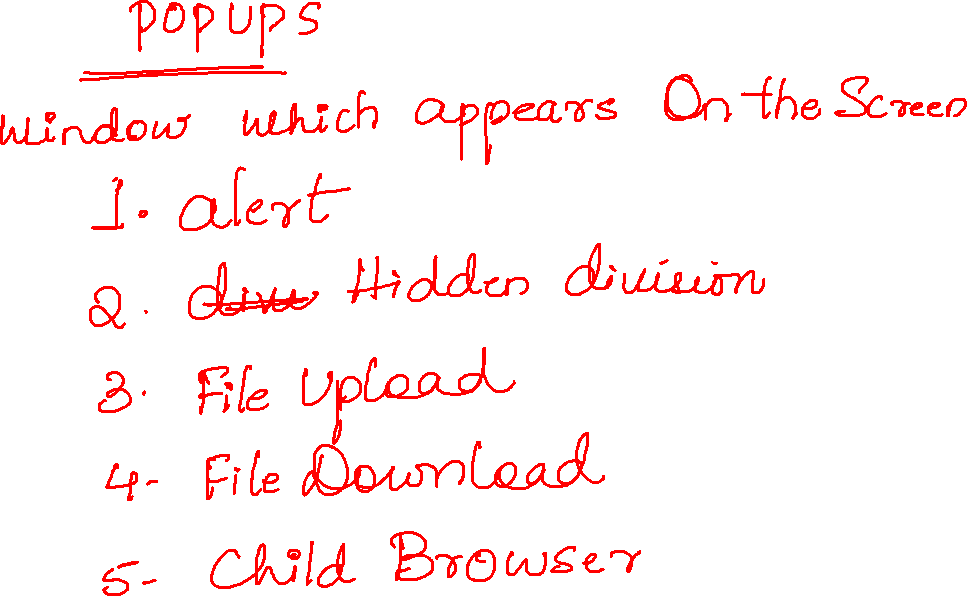 popups
window which appears On the Screen
1. alert
2. Hidden division
3. File Upload
4- File Download
5- Child Browser